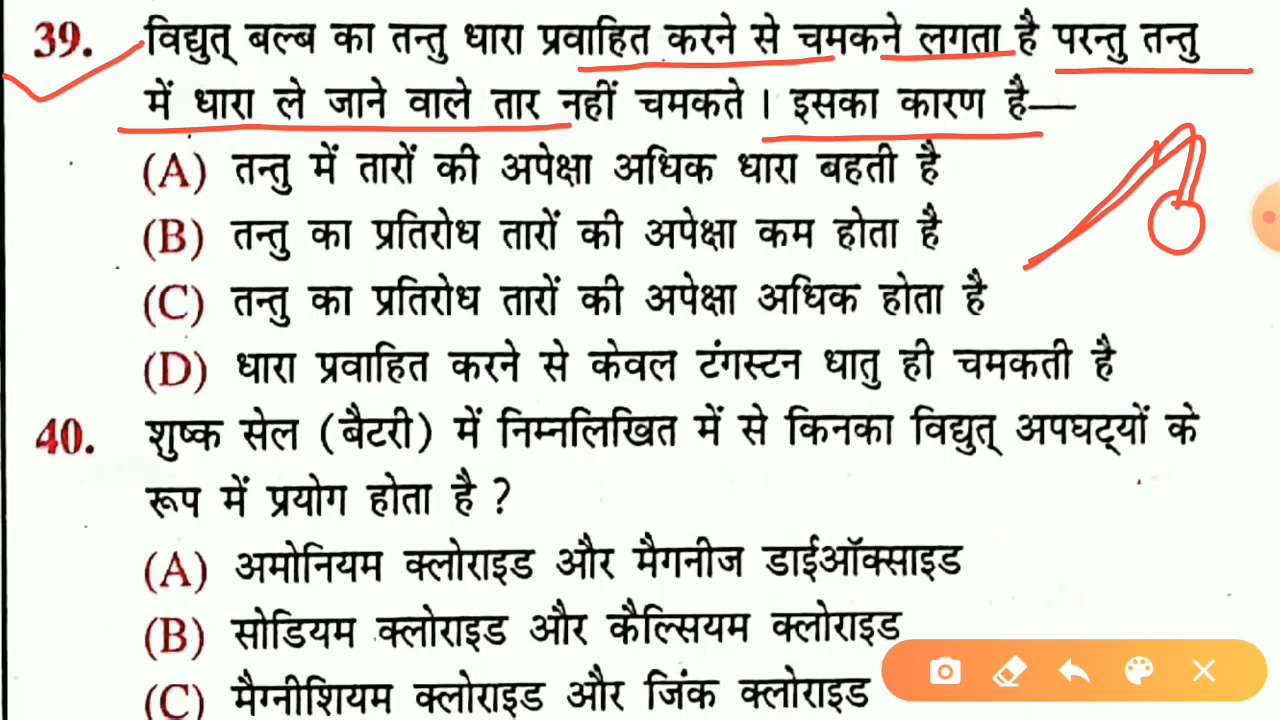 39. विद्युत् बल्ब का तन्तु धारा प्रवाहित करने से चमकने लगता है परन्तु तन्तु
में धारा ले जाने वाले तार नहीं चमकते । इसका कारण है—
(A) तन्तु में तारों की अपेक्षा अधिक धारा बहती है
(B) तन्तु का प्रतिरोध तारों की अपेक्षा कम होता है
(C) तन्तु का प्रतिरोध तारों की अपेक्षा अधिक होता है
(D) धारा प्रवाहित करने से केवल टंगस्टन धातु ही चमकती है
40. शुष्क सेल (बैटरी) में निम्नलिखित में से किनका विद्युत् अपघट्यों के
रूप में प्रयोग होता है ?
(A) अमोनियम क्लोराइड और मैगनीज डाईऑक्साइड
(B) सोडियम क्लोराइड और कैल्सियम क्लोराइड
(C) मैग्नीशियम क्लोराइड और जिंक क्लोराइड